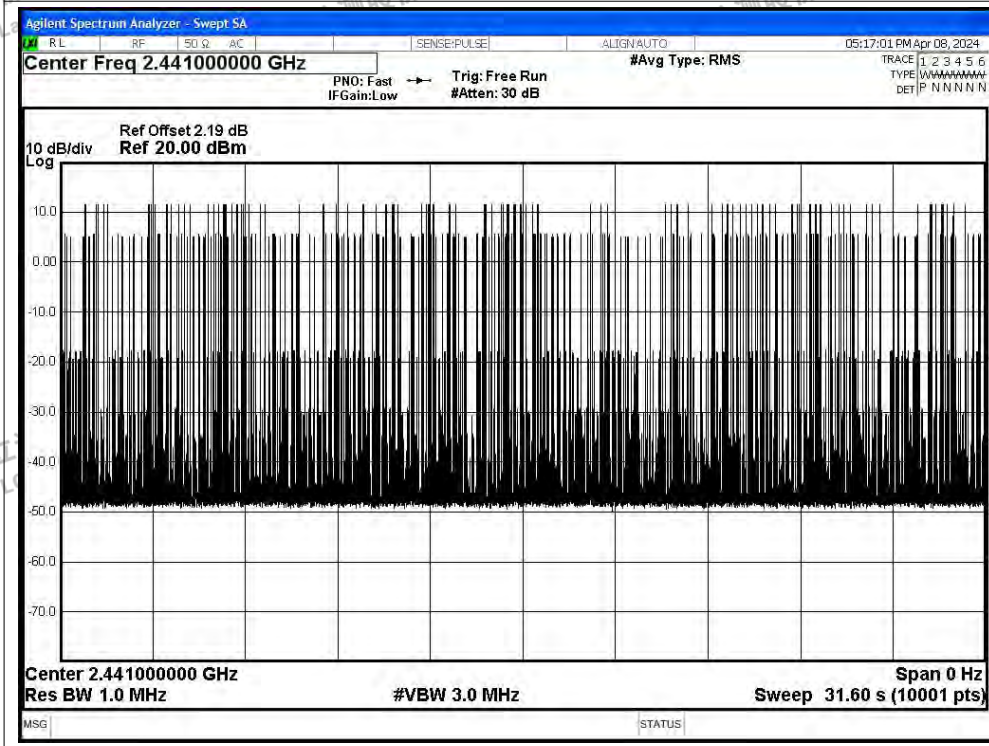 Agilent Spectrum Analyzer - Swept SA
LXI RL RF 50 Ω AC SENSE:PULSE ALIGN AUTO 05:17:01 PM Apr 08, 2024
Center Freq 2.441000000 GHz #Avg Type: RMS TRACE 1 2 3 4 5 6
PNO: Fast Trig: Free Run TYPE WWWWWW
IFGain:Low #Atten: 30 dB DET P N N N N N
Ref Offset 2.19 dB
10 dB/div Ref 20.00 dBm
Log
10.0
0.00
-10.0
-20.0
-30.0
-40.0
-50.0
-60.0
-70.0
Center 2.441000000 GHz Span 0 Hz
Res BW 1.0 MHz #VBW 3.0 MHz Sweep 31.60 s (10001 pts)
MSG STATUS